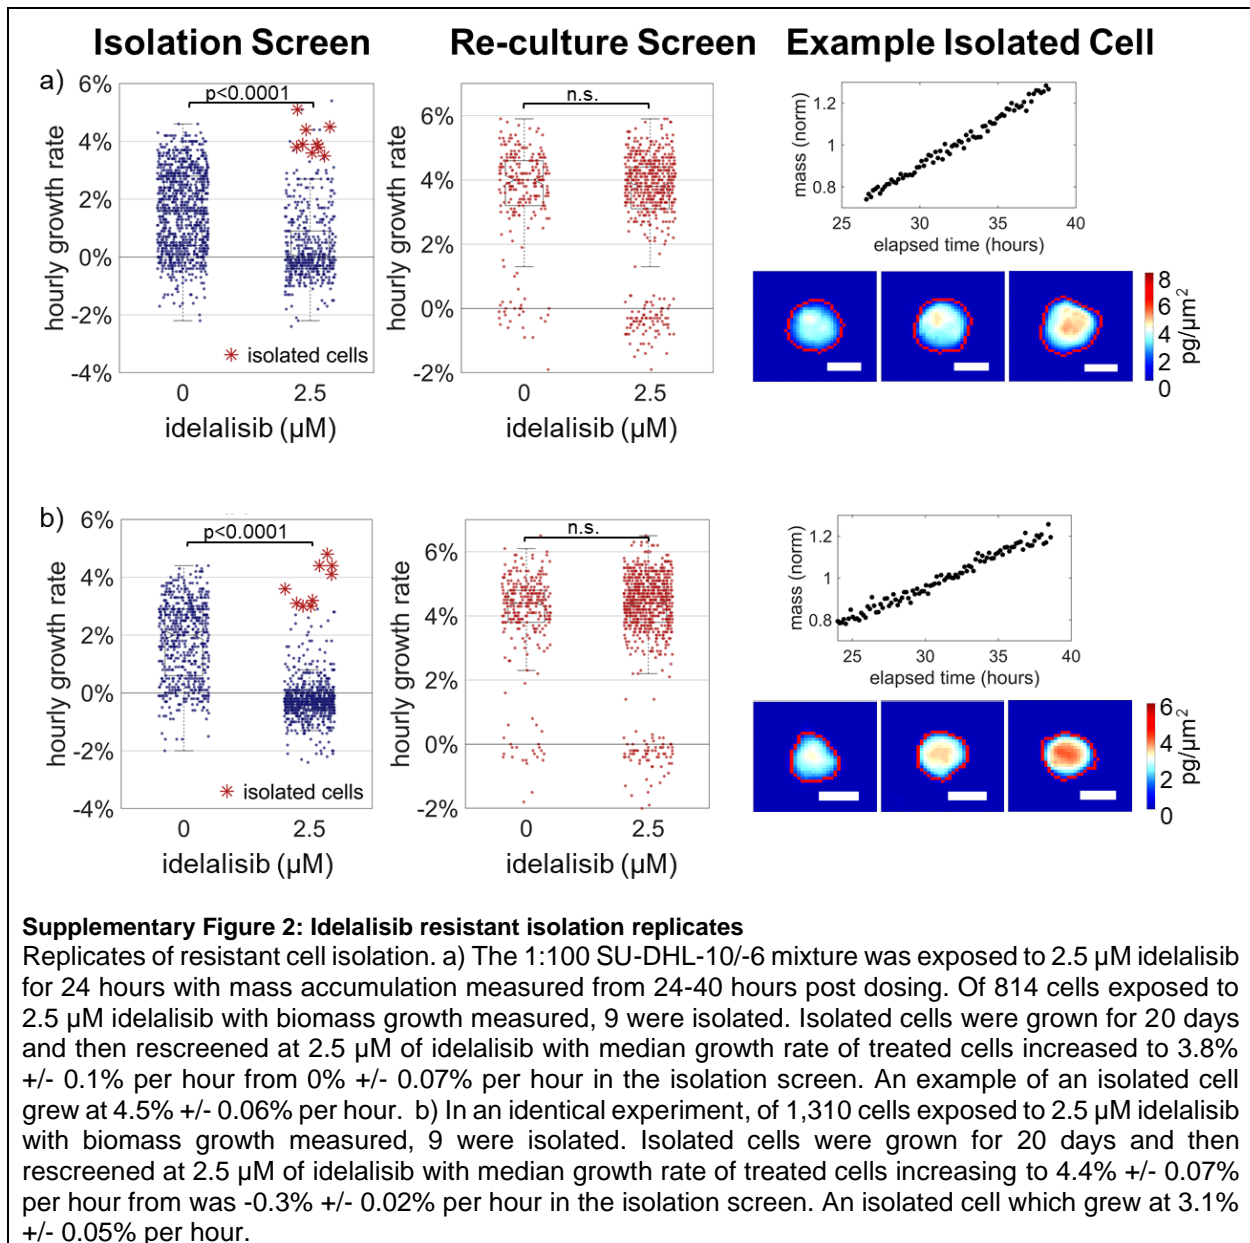 Isolation Screen Re-culture Screen Example Isolated Cell
a)
6%
4%
2%
0%
-2%
-4%
hourly growth rate
p<0.0001
isolated cells
0 2.5
idelalisib (µM)
6%
4%
2%
0%
-2%
hourly growth rate
n.s.
0 2.5
idelalisib (µM)
1.2
1
0.8
mass (norm)
25 30 35 40
elapsed time (hours)
8
6
4
2
0
pg/µm²
b)
6%
4%
2%
0%
-2%
-4%
hourly growth rate
p<0.0001
isolated cells
0 2.5
idelalisib (µM)
6%
4%
2%
0%
-2%
hourly growth rate
n.s.
0 2.5
idelalisib (µM)
1.2
1
0.8
mass (norm)
25 30 35 40
elapsed time (hours)
6
4
2
0
pg/µm²
Supplementary Figure 2: Idelalisib resistant isolation replicates
Replicates of resistant cell isolation. a) The 1:100 SU-DHL-10/-6 mixture was exposed to 2.5 µM idelalisib
for 24 hours with mass accumulation measured from 24-40 hours post dosing. Of 814 cells exposed to
2.5 µM idelalisib with biomass growth measured, 9 were isolated. Isolated cells were grown for 20 days
and then rescreened at 2.5 µM of idelalisib with median growth rate of treated cells increased to 3.8%
+/- 0.1% per hour from 0% +/- 0.07% per hour in the isolation screen. An example of an isolated cell
grew at 4.5% +/- 0.06% per hour. b) In an identical experiment, of 1,310 cells exposed to 2.5 µM idelalisib
with biomass growth measured, 9 were isolated. Isolated cells were grown for 20 days and then
rescreened at 2.5 µM of idelalisib with median growth rate of treated cells increasing to 4.4% +/- 0.07%
per hour from was -0.3% +/- 0.02% per hour in the isolation screen. An isolated cell which grew at 3.1%
+/- 0.05% per hour.